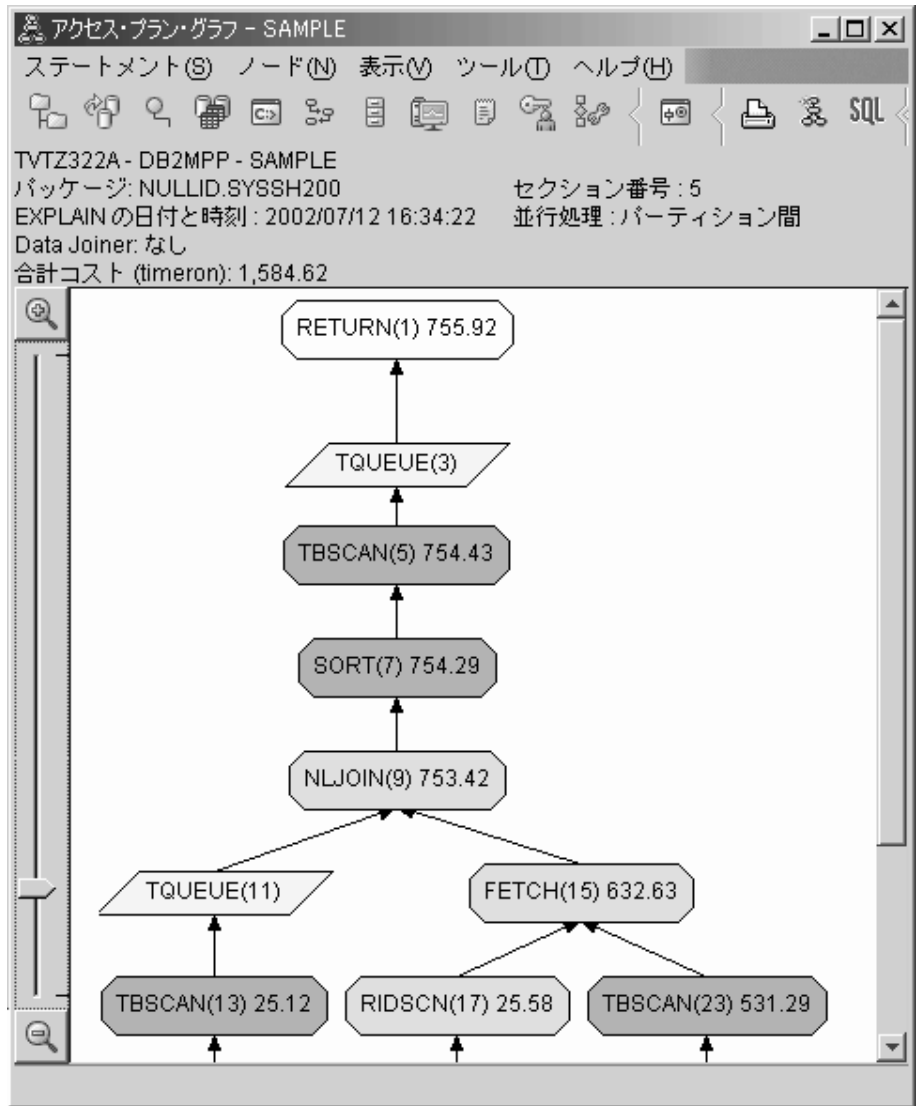 アクセス・プラン・グラフ - SAMPLE
ステートメント(S) ノード(N) 表示(V) ツール(T) ヘルプ(H)
C:>
SQL
TVTZ322A - DB2MPP - SAMPLE
パッケージ: NULLID.SYSSH200 セクション番号 : 5
EXPLAIN の日付と時刻 : 2002/07/12 16:34:22 並行処理 : パーティション間
Data Joiner: なし
合計コスト (timeron): 1,584.62
RETURN(1) 755.92
TQUEUE(3)
TBSCAN(5) 754.43
SORT(7) 754.29
NLJOIN(9) 753.42
TQUEUE(11) FETCH(15) 632.63
TBSCAN(13) 25.12 RIDSCN(17) 25.58 TBSCAN(23) 531.29